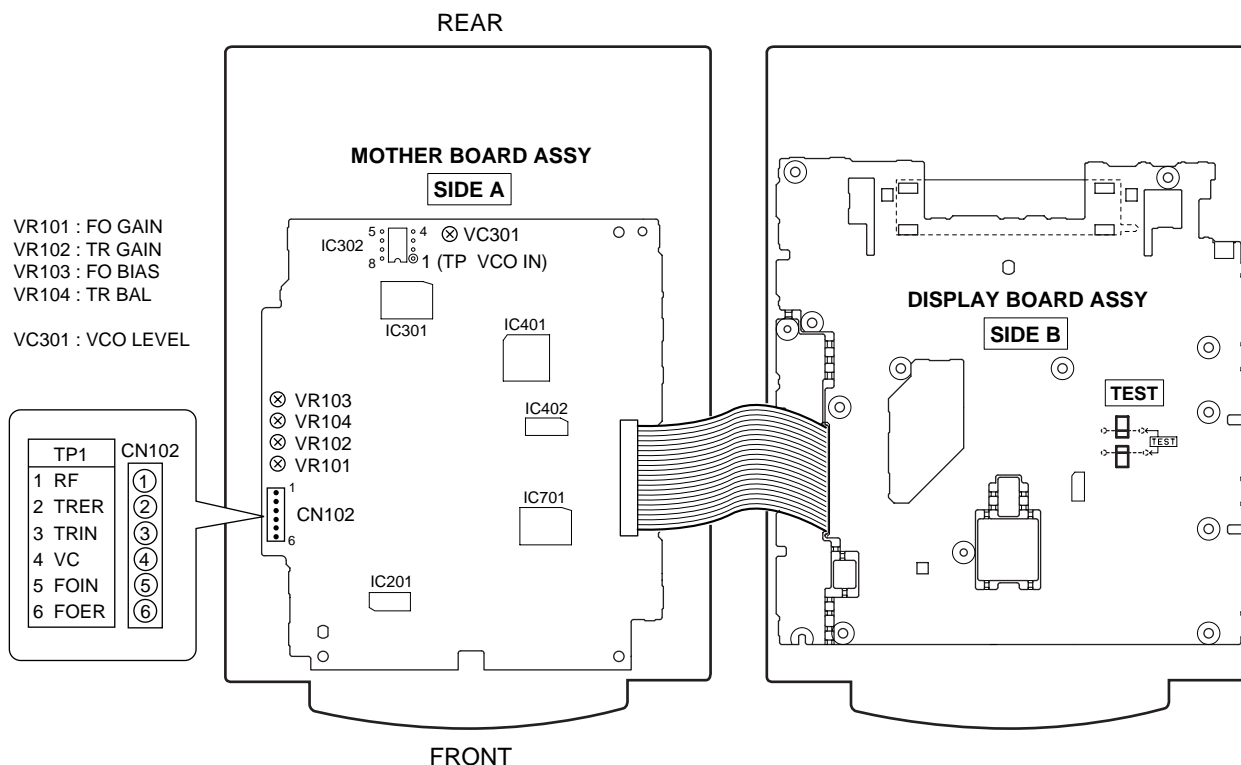 REAR
MOTHER BOARD ASSY
SIDE A
VR101 : FO GAIN
VR102 : TR GAIN
VR103 : FO BIAS
VR104 : TR BAL
VC301 : VCO LEVEL
IC302
5
4
8
1 (TP VCO IN)
VC301
IC301
IC401
VR103
VR104
VR102
VR101
IC402
1
CN102
6
IC701
IC201
TP1
CN102
1 RF
1
2 TRER
2
3 TRIN
3
4 VC
4
5 FOIN
5
6 FOER
6
DISPLAY BOARD ASSY
SIDE B
TEST
TEST
FRONT